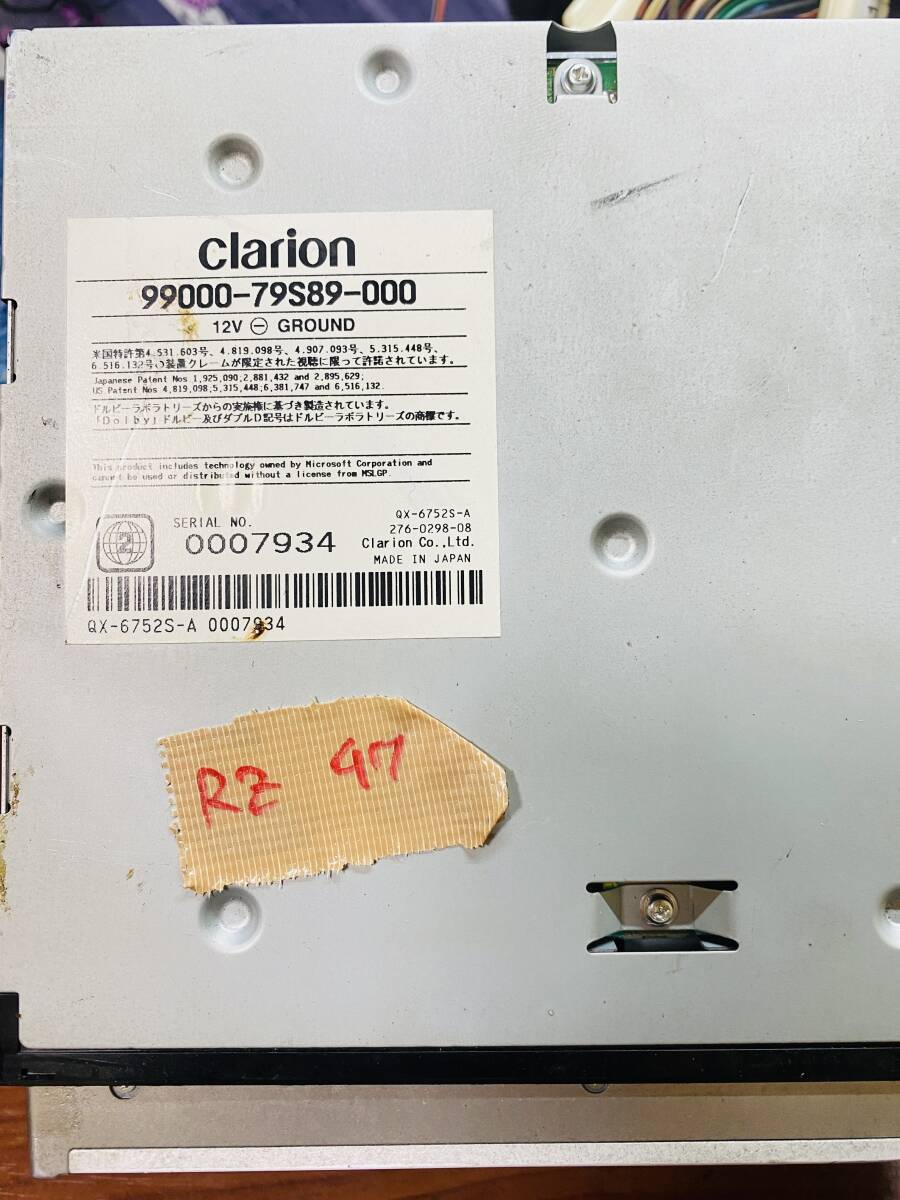 clarion
99000-79S89-000
12V ⊖ GROUND
米国特許第4.531.603号、4.819.098号、4.907.093号、5.315.448号、
6.516.132号の装置クレームが限定された視聴に限って許諾されています。
Japanese Patent Nos 1,925,090;2,881,432 and 2,895,629;
US Patent Nos 4,819,098;5,315,448;6,381,747 and 6,516,132.
ドルビーラボラトリーズからの実施権に基づき製造されています。
「Dolby」ドルビー及びダブルD記号はドルビーラボラトリーズの商標です。
This product includes technology owned by Microsoft Corporation and
cannot be used or distributed without a license from MSLGP.
2
SERIAL NO.
0007934
QX-6752S-A
276-0298-08
Clarion Co.,Ltd.
MADE IN JAPAN
QX-6752S-A 0007934
RZ 47